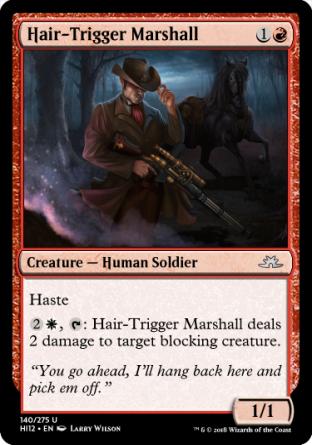 Hair-Trigger Marshall 1
Creature — Human Soldier
Haste
2, : Hair-Trigger Marshall deals
2 damage to target blocking creature.
"You go ahead, I'll hang back here and
pick em off."
1/1
140/275 U
HI12 • EN Larry Wilson
™ & © 2018 Wizards of the Coast